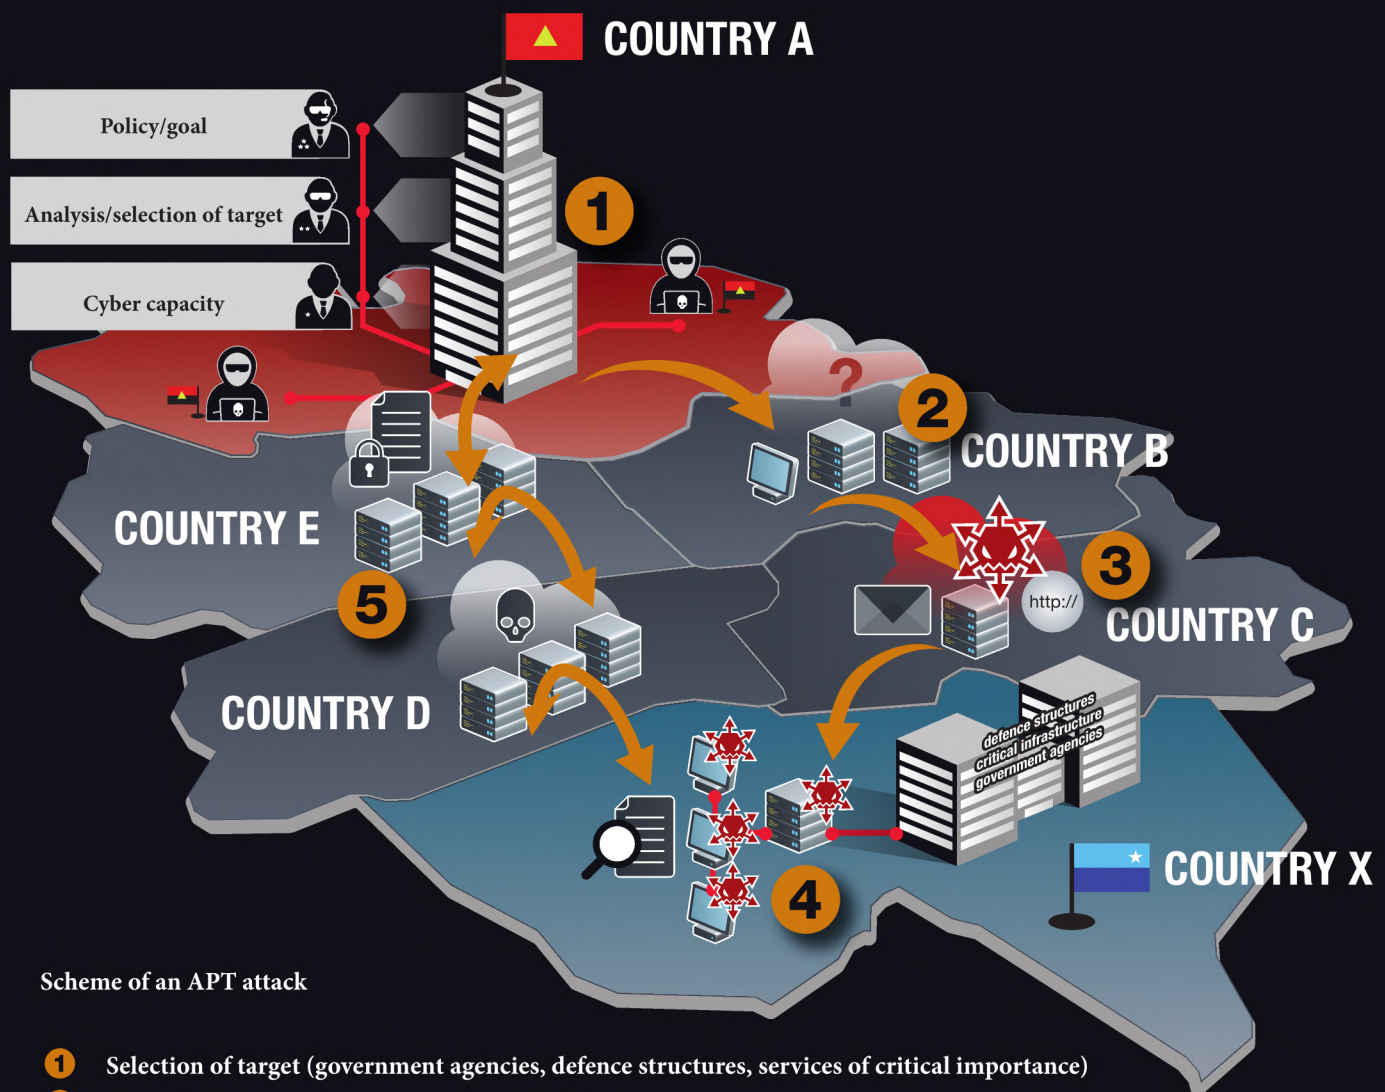 COUNTRY A
Policy/goal
Analysis/selection of target
Cyber capacity
1
?
2
COUNTRY B
COUNTRY E
3
http://
5
COUNTRY C
COUNTRY D
defence structures
critical infrastructure
government agencies
4
COUNTRY X
Scheme of an APT attack
1 Selection of target (government agencies, defence structures, services of critical importance)